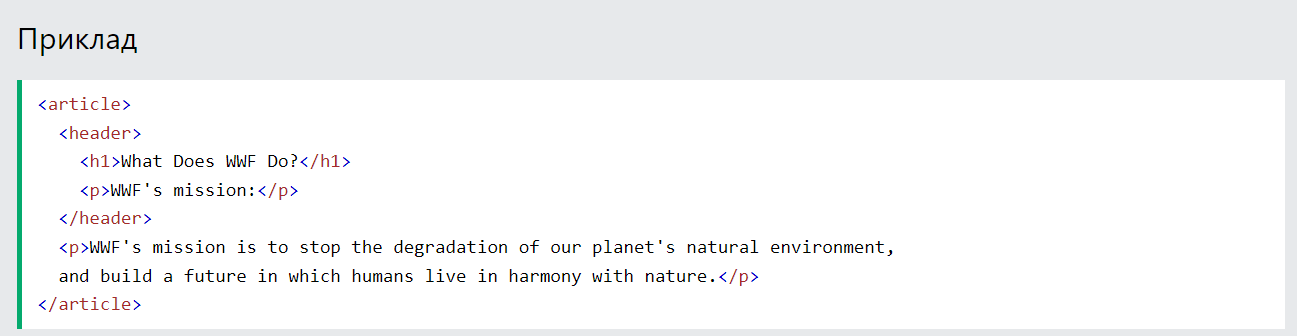 Приклад
<article>
  <header>
    <h1>What Does WWF Do?</h1>
    <p>WWF's mission:</p>
  </header>
  <p>WWF's mission is to stop the degradation of our planet's natural environment,
  and build a future in which humans live in harmony with nature.</p>
</article>